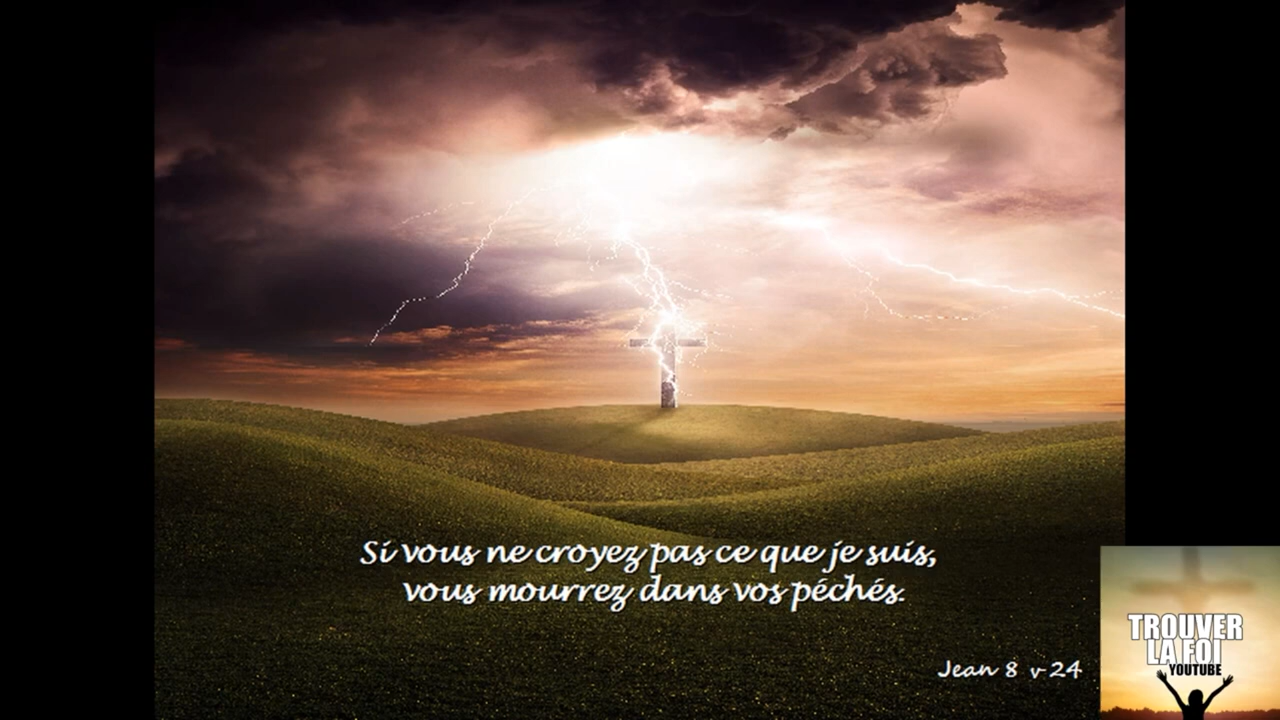 Si vous ne croyez pas ce que je suis,
vous mourrez dans vos péchés.
Jean 8 v 24
TROUVER
LA FOI
YOUTUBE